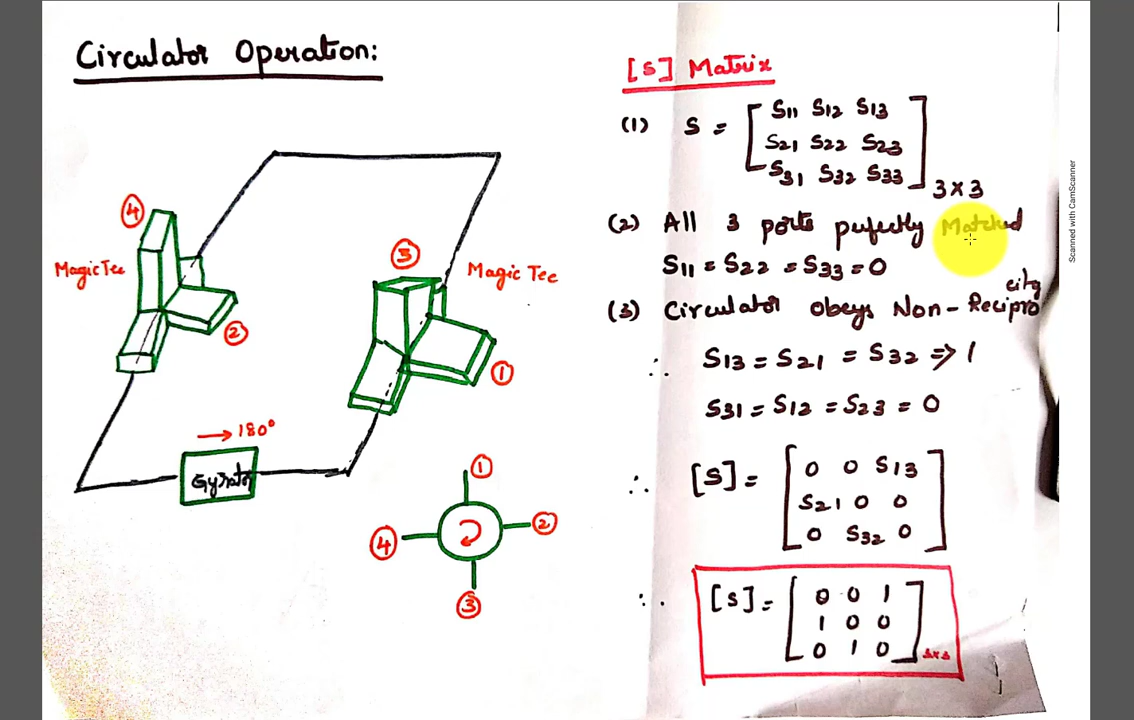 Circulator Operation:
4
Magic Tee
2
3
Magic Tee
1
→ 180°
Gyrator
1
2
4
3
[S] Matrix
(1) S = [ S11 S12 S13
S21 S22 S23
S31 S32 S33 ] 3×3
(2) All 3 ports perfectly Matched
S11 = S22 = S33 = 0
(3) Circulator obeys Non-Reciprocity
∴ S13 = S21 = S32 => 1
S31 = S12 = S23 = 0
∴ [S] = [ 0 0 S13
S21 0 0
0 S32 0 ]
∴ [S] = [ 0 0 1
1 0 0
0 1 0 ] 3×3
Scanned with CamScanner